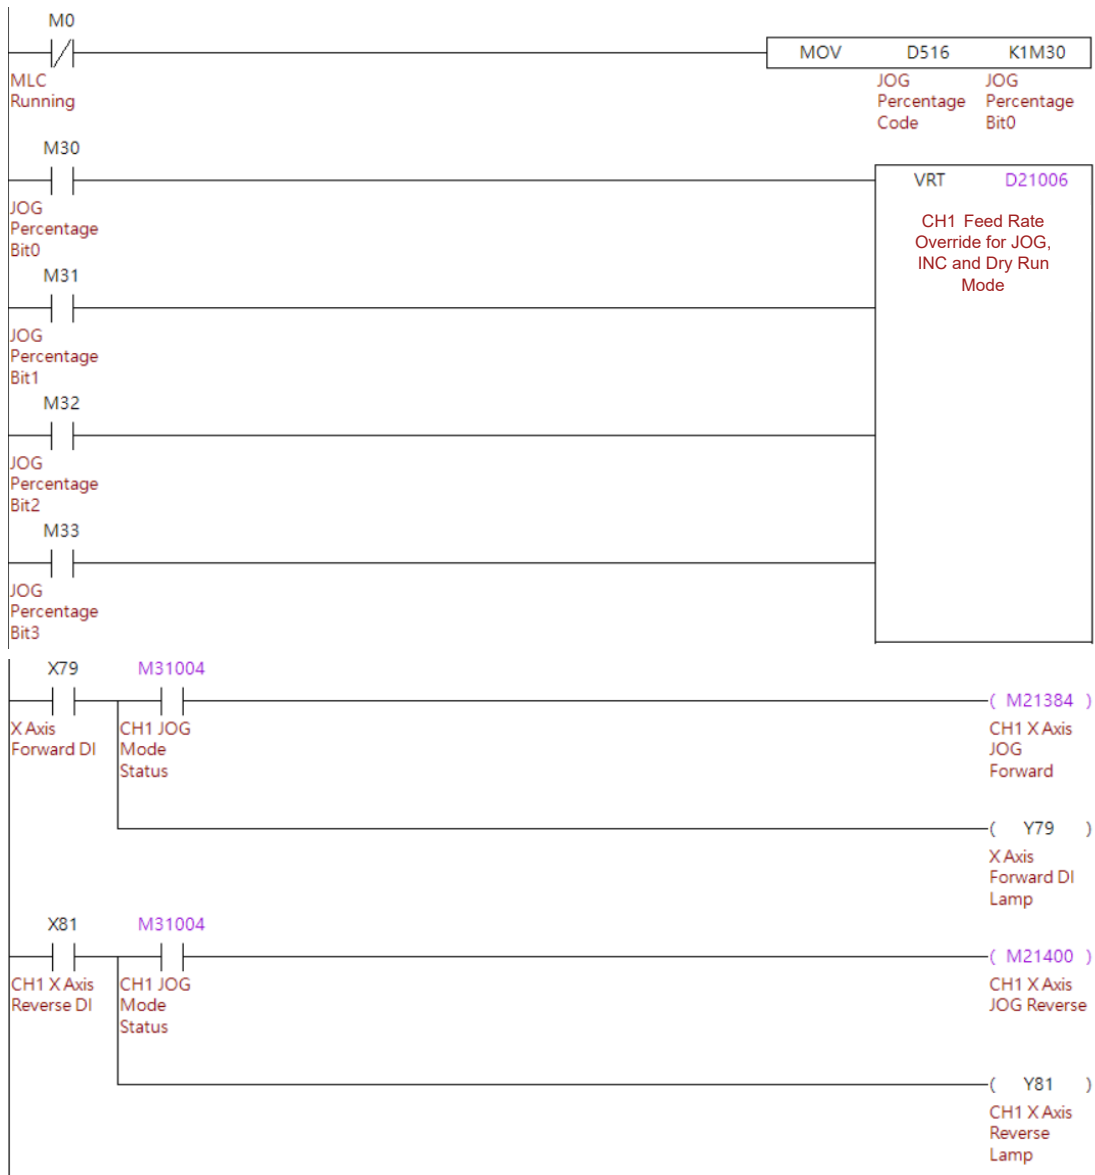 M0
MOV D516 K1M30
MLC
Running
JOG
Percentage
Code
JOG
Percentage
Bit0
M30
VRT D21006
CH1 Feed Rate
Override for JOG,
INC and Dry Run
Mode
JOG
Percentage
Bit0
M31
JOG
Percentage
Bit1
M32
JOG
Percentage
Bit2
M33
JOG
Percentage
Bit3
X79 M31004
( M21384 )
X Axis
Forward DI
CH1 JOG
Mode
Status
CH1 X Axis
JOG
Forward
( Y79 )
X Axis
Forward DI
Lamp
X81 M31004
( M21400 )
CH1 X Axis
Reverse DI
CH1 JOG
Mode
Status
CH1 X Axis
JOG Reverse
( Y81 )
CH1 X Axis
Reverse
Lamp